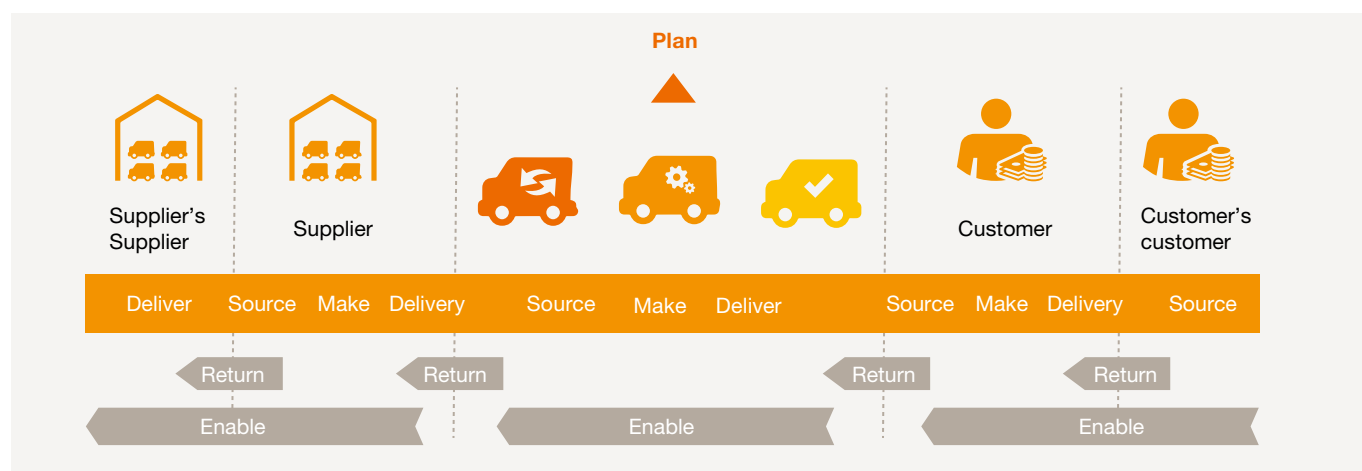 Plan
Supplier's
Supplier
Supplier
Customer
Customer's
customer
Deliver Source Make Delivery Source Make Deliver Source Make Delivery Source
Return Return Return Return
Enable Enable Enable